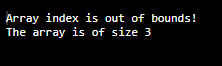 Array index is out of bounds!
The array is of size 3